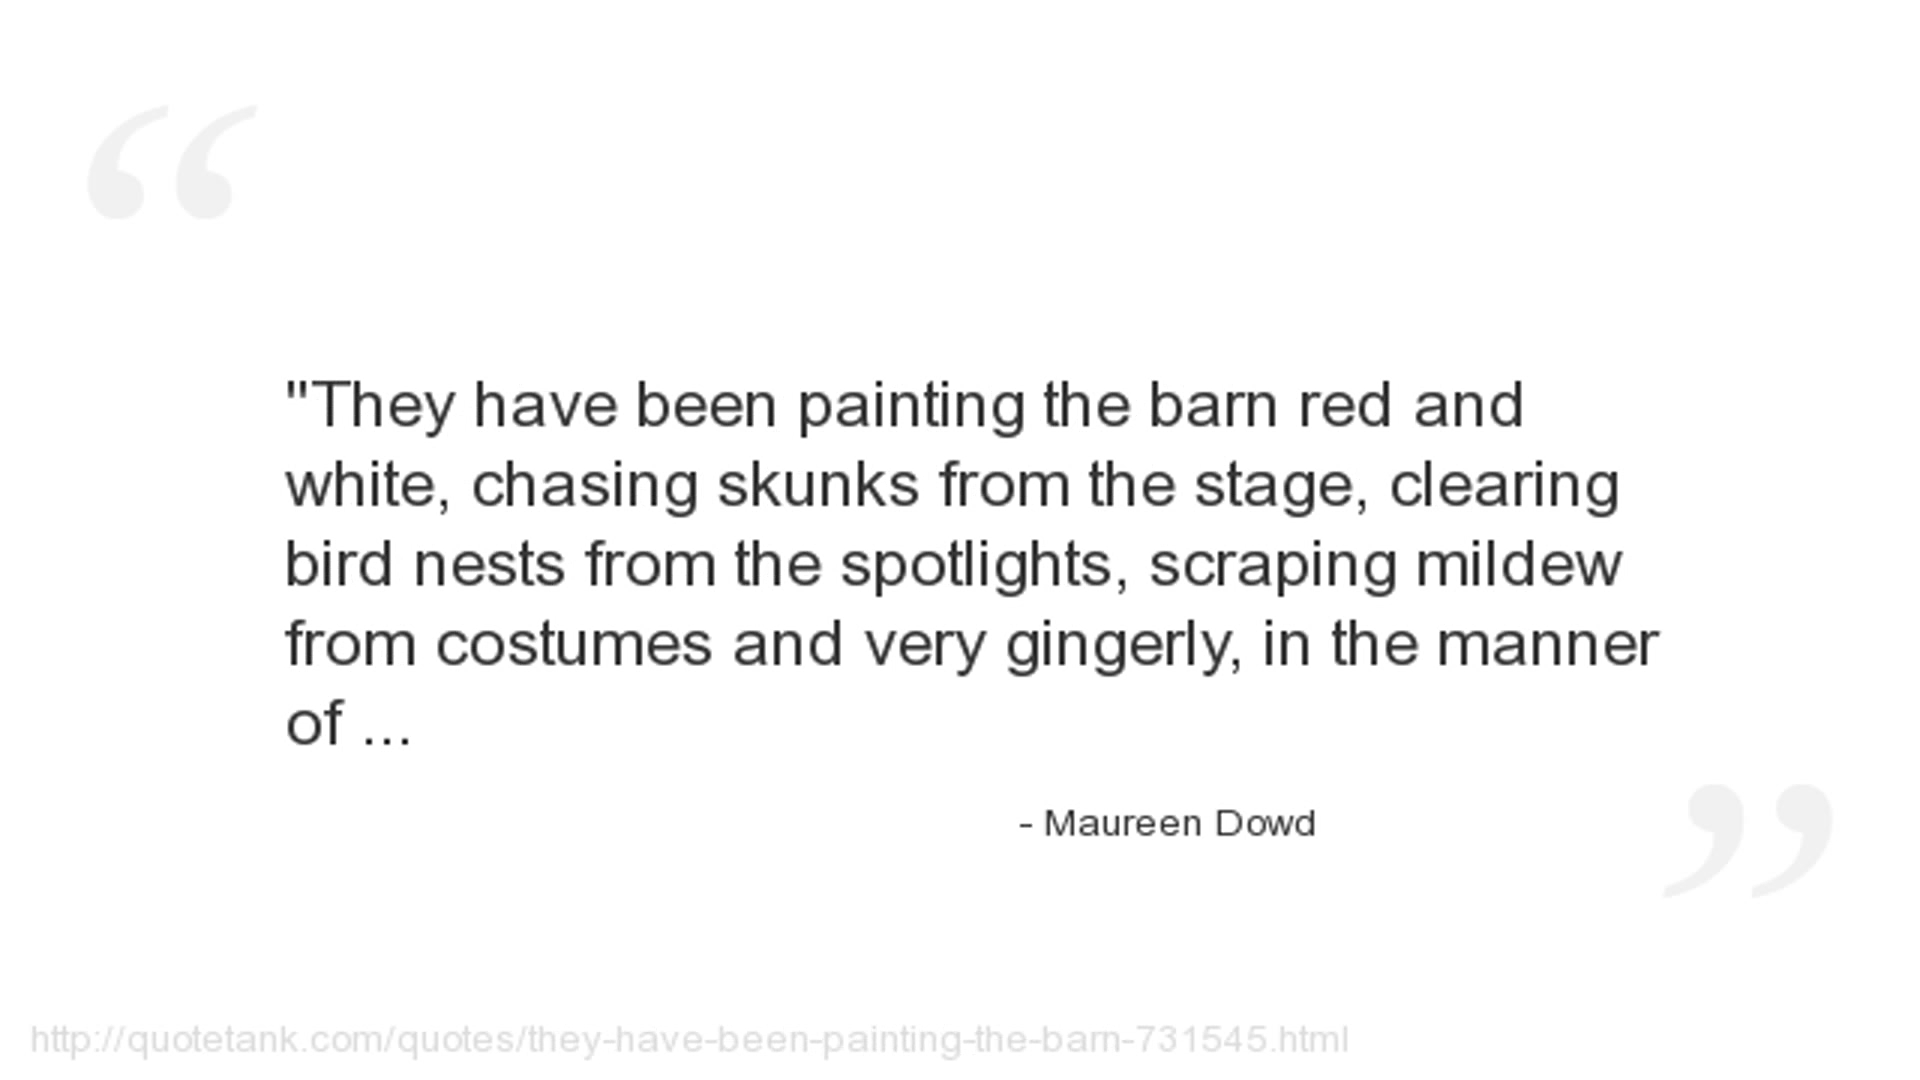 "They have been painting the barn red and
white, chasing skunks from the stage, clearing
bird nests from the spotlights, scraping mildew
from costumes and very gingerly, in the manner
of ...
- Maureen Dowd
http://quotetank.com/quotes/they-have-been-painting-the-barn-731545.html